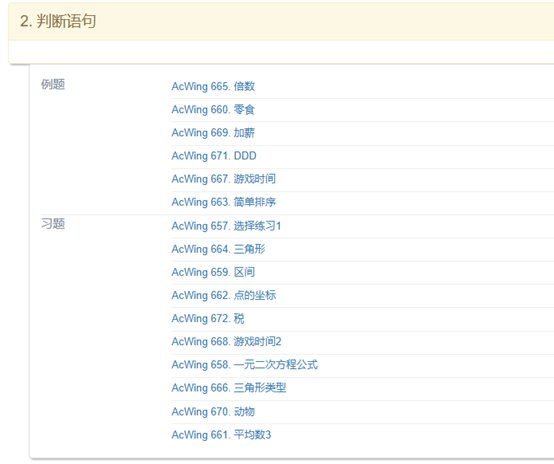 2. 判断语句
例题
AcWing 665. 倍数
AcWing 660. 零食
AcWing 669. 加薪
AcWing 671. DDD
AcWing 667. 游戏时间
AcWing 663. 简单排序
习题
AcWing 657. 选择练习1
AcWing 664. 三角形
AcWing 659. 区间
AcWing 662. 点的坐标
AcWing 672. 税
AcWing 668. 游戏时间2
AcWing 658. 一元二次方程公式
AcWing 666. 三角形类型
AcWing 670. 动物
AcWing 661. 平均数3